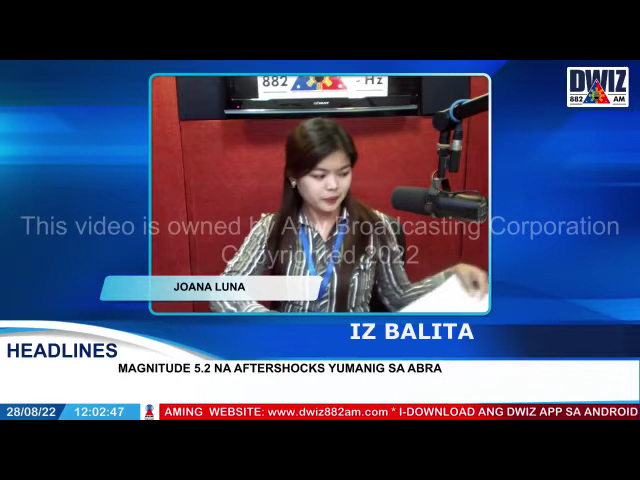 DWIZ
882 AM
882 Hz
This video is owned by Broadcasting Corporation
2022
JOANA LUNA
IZ BALITA
HEADLINES
MAGNITUDE 5.2 NA AFTERSHOCKS YUMANIG SA ABRA
28/08/22 12:02:47 AMING WEBSITE: www.dwiz882am.com * I-DOWNLOAD ANG DWIZ APP SA ANDROID